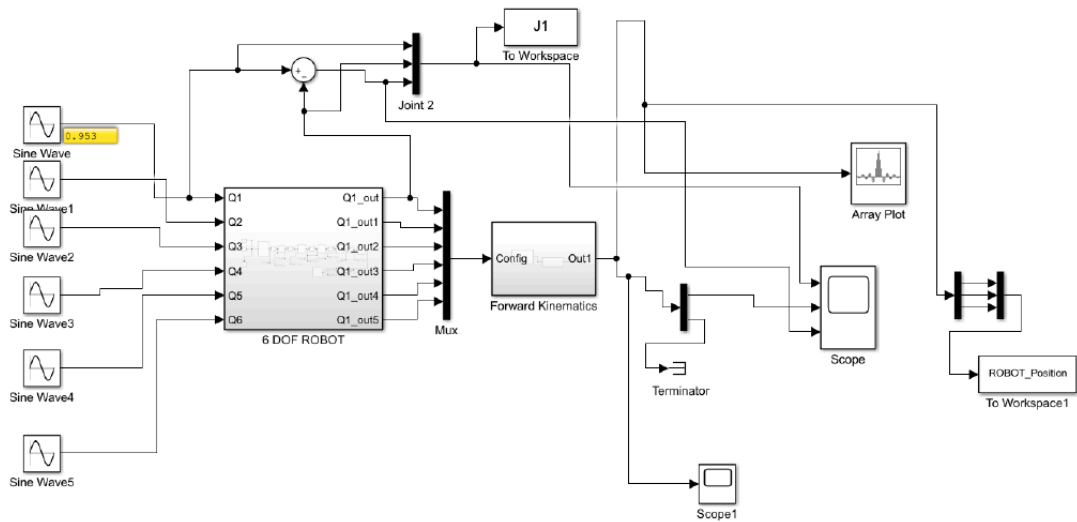 J1
To Workspace
+
-
Joint 2
0.953
Sine Wave
Sine Wave1
Sine Wave2
Sine Wave3
Sine Wave4
Sine Wave5
Q1
Q2
Q3
Q4
Q5
Q6
Q1_out
Q1_out1
Q1_out2
Q1_out3
Q1_out4
Q1_out5
6 DOF ROBOT
Mux
Config
Out1
Forward Kinematics
Terminator
Array Plot
Scope
Scope1
ROBOT_Position
To Workspace1